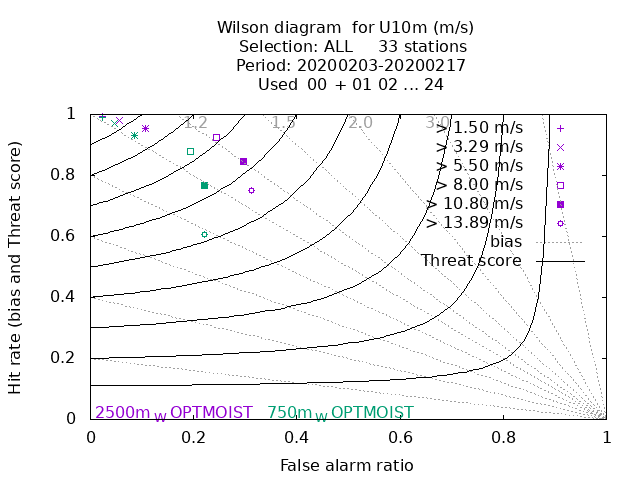 Wilson diagram  for U10m (m/s)
Selection: ALL     33 stations
Period: 20200203-20200217
Used  00  + 01 02 ... 24
Hit rate (bias and Threat score)
1
0.8
0.6
0.4
0.2
0
1.2 1.5 2.0 3.0
> 1.50 m/s
> 3.29 m/s
> 5.50 m/s
> 8.00 m/s
> 10.80 m/s
> 13.89 m/s
bias
Threat score
2500m W OPTMOIST 750m W OPTMOIST
0 0.2 0.4 0.6 0.8 1
False alarm ratio